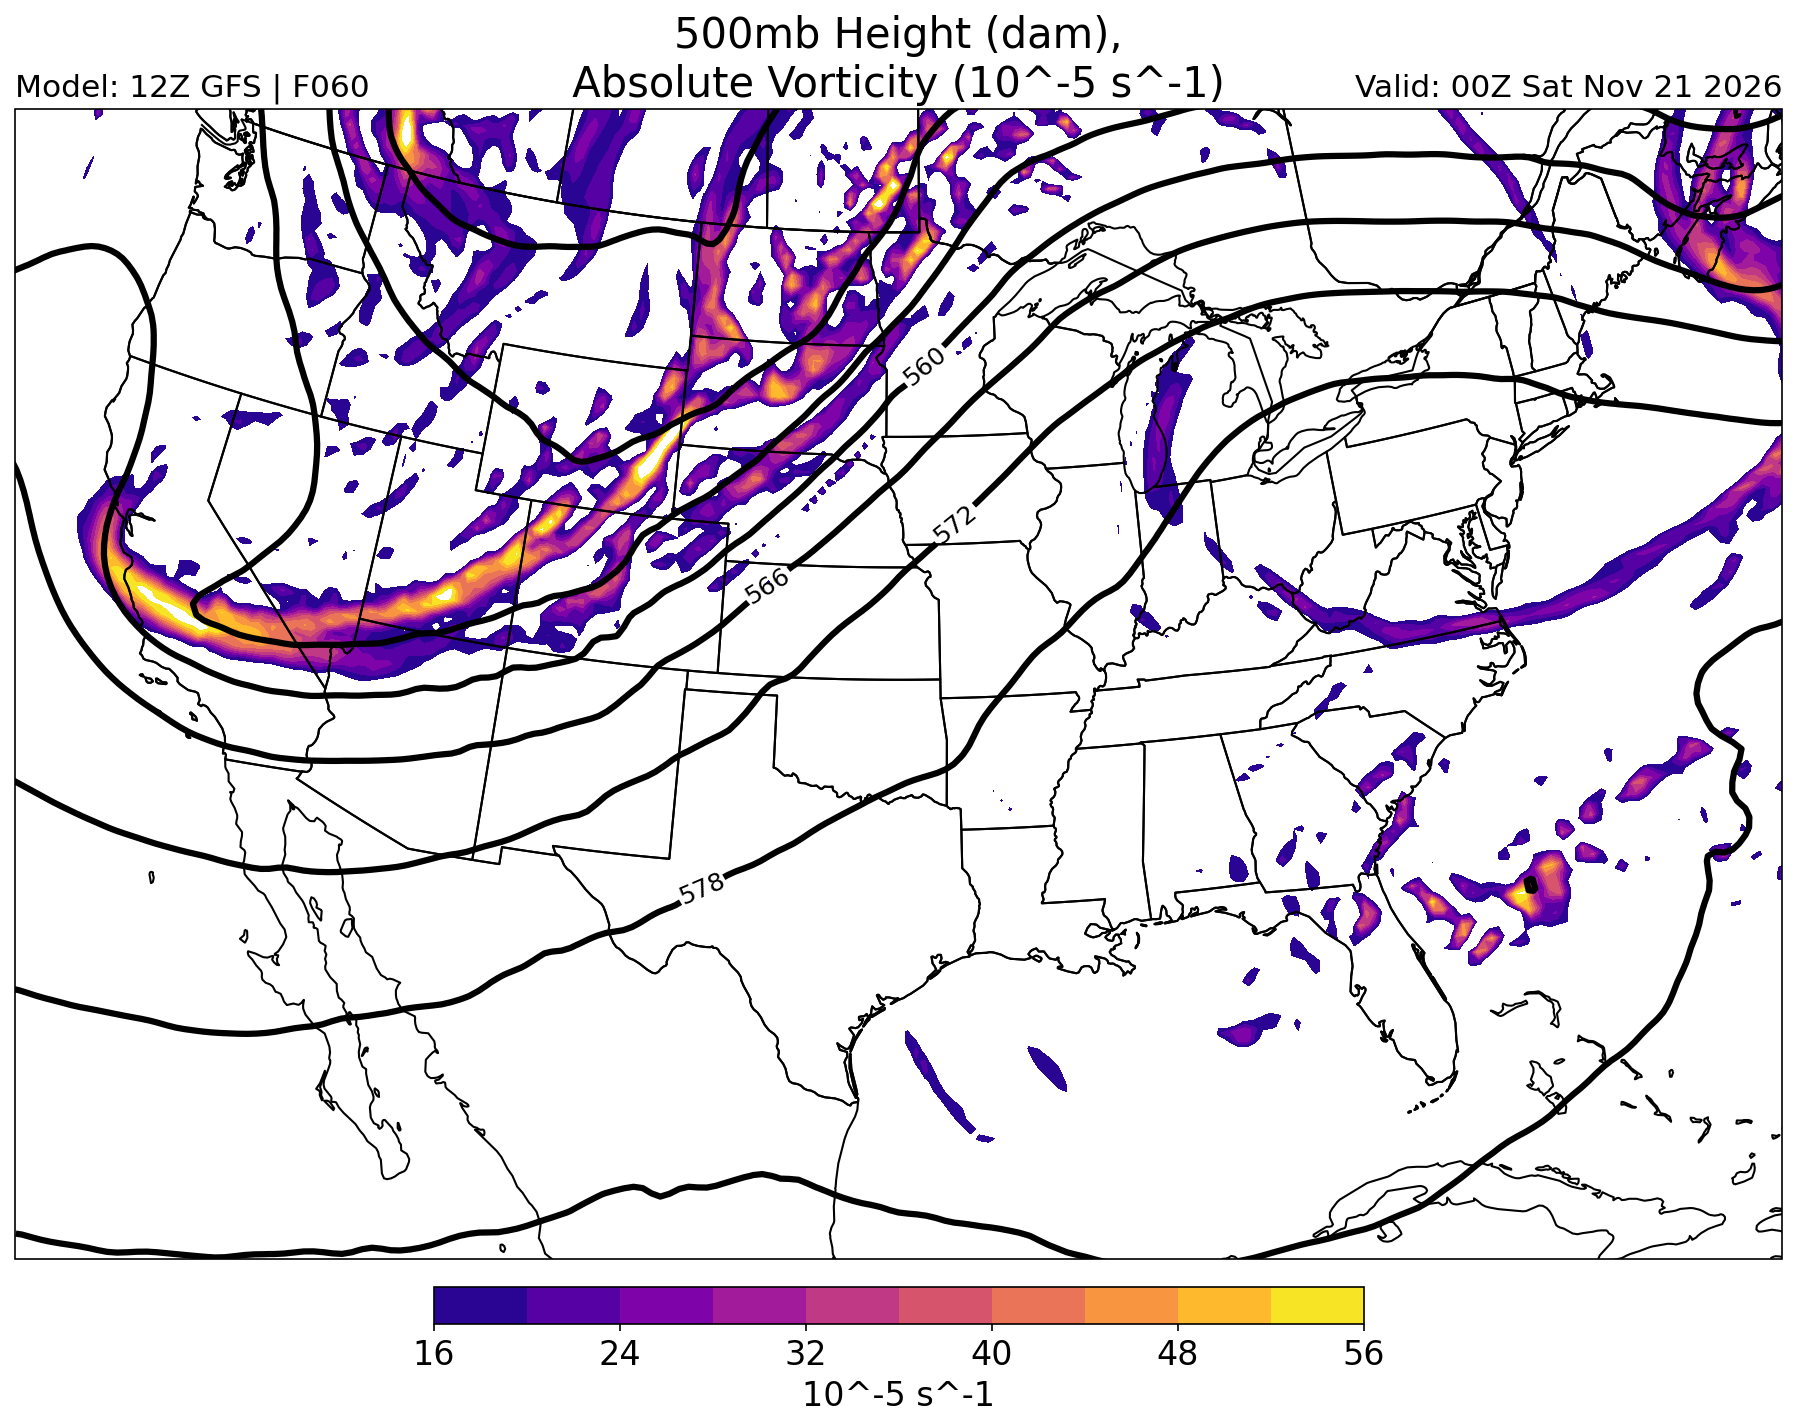 500mb Height (dam),
Model: 12Z GFS | F060
Absolute Vorticity (10^-5 s^-1)
Valid: 00Z Sat Nov 21 2026
560
572
566
578
16 24 32 40 48 56
10^-5 s^-1